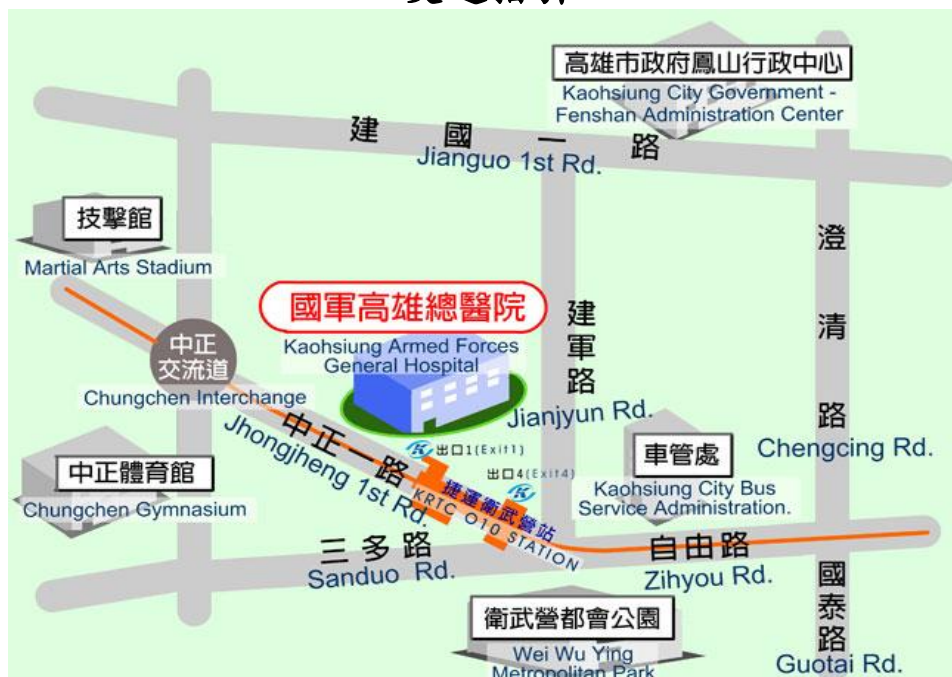 高雄市政府鳳山行政中心
Kaohsiung City Government -
Fenshan Administration Center
建國一路
Jianguo 1st Rd.
技擊館
Martial Arts Stadium
澄清路
Chengcing Rd.
國軍高雄總醫院
Kaohsiung Armed Forces
General Hospital
建軍路
Jianjyun Rd.
中正
交流道
Chungchen Interchange
中正一路
Jhongjheng 1st Rd.
出口1(Exit1)
出口4(Exit4)
捷運衛武營站
KRTC O10 STATION
車管處
Kaohsiung City Bus
Service Administration.
中正體育館
Chungchen Gymnasium
三多路
Sanduo Rd.
自由路
Zihyou Rd.
衛武營都會公園
Wei Wu Ying
Metropolitan Park
國泰路
Guotai Rd.